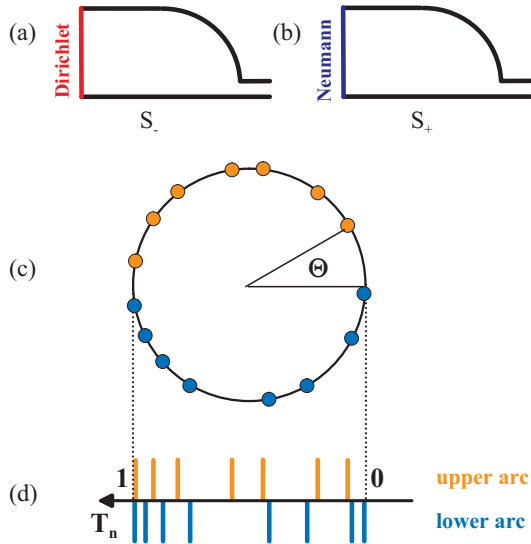 (a)
Dirichlet
S-
(b)
Neumann
S+
(c)
Θ
1
0
upper arc
(d)
Tn
lower arc